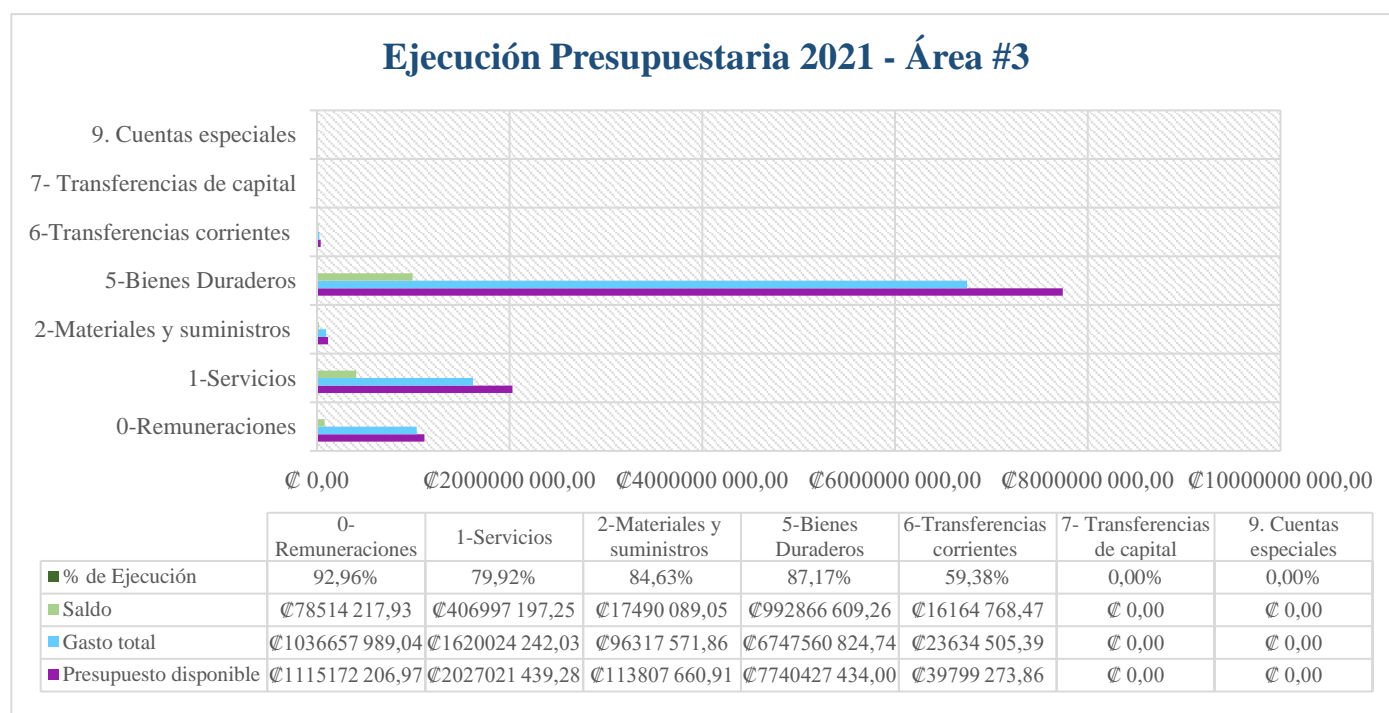 Ejecución Presupuestaria 2021 - Área #3
9. Cuentas especiales
7- Transferencias de capital
6-Transferencias corrientes
5-Bienes Duraderos
2-Materiales y suministros
1-Servicios
0-Remuneraciones
₡ 0,00 ₡2000000 000,00 ₡4000000 000,00 ₡6000000 000,00 ₡8000000 000,00 ₡10000000 000,00
0-
Remuneraciones
1-Servicios
2-Materiales y
suministros
5-Bienes
Duraderos
6-Transferencias
corrientes
7- Transferencias
de capital
9. Cuentas
especiales
% de Ejecución 92,96% 79,92% 84,63% 87,17% 59,38% 0,00% 0,00%
Saldo ₡78514 217,93 ₡406997 197,25 ₡17490 089,05 ₡992866 609,26 ₡16164 768,47 ₡ 0,00 ₡ 0,00
Gasto total ₡1036657 989,04 ₡1620024 242,03 ₡96317 571,86 ₡6747560 824,74 ₡23634 505,39 ₡ 0,00 ₡ 0,00
Presupuesto disponible ₡1115172 206,97 ₡2027021 439,28 ₡113807 660,91 ₡7740427 434,00 ₡39799 273,86 ₡ 0,00 ₡ 0,00